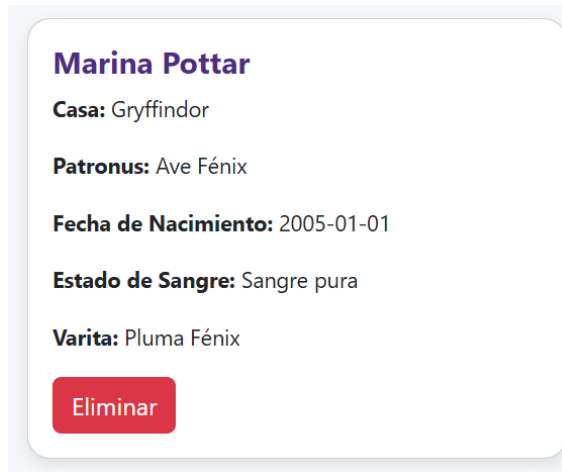 Marina Pottar
Casa: Gryffindor
Patronus: Ave Fénix
Fecha de Nacimiento: 2005-01-01
Estado de Sangre: Sangre pura
Varita: Pluma Fénix
Eliminar